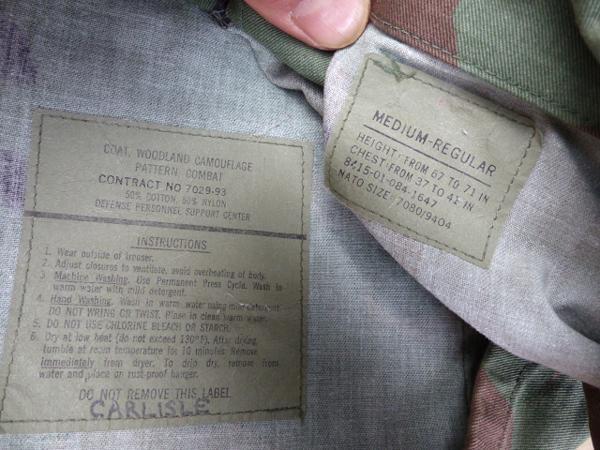 COAT, WOODLAND CAMOUFLAGE
PATTERN, COMBAT
CONTRACT NO 7029-93
50% COTTON, 50% NYLON
DEFENSE PERSONNEL SUPPORT CENTER
INSTRUCTIONS
1. Wear outside of trouser.
2. Adjust closures to ventilate, avoid overheating of body.
3. Machine Washing. Use Permanent Press Cycle. Wash in
warm water with mild detergent.
4. Hand Washing. Wash in warm water using mild detergent.
DO NOT WRING OR TWIST. Rinse in clean warm water.
5. DO NOT USE CHLORINE BLEACH OR STARCH.
6. Dry at low heat (do not exceed 130°F). After drying,
tumble at room temperature for 10 minutes. Remove
immediately from dryer. To drip dry, remove from
water and place on rust-proof hanger.
DO NOT REMOVE THIS LABEL
CARLISLE
MEDIUM-REGULAR
HEIGHT: FROM 67 TO 71 IN
CHEST: FROM 37 TO 41 IN
8415-01-084-1647
NATO SIZE: 7080/9404